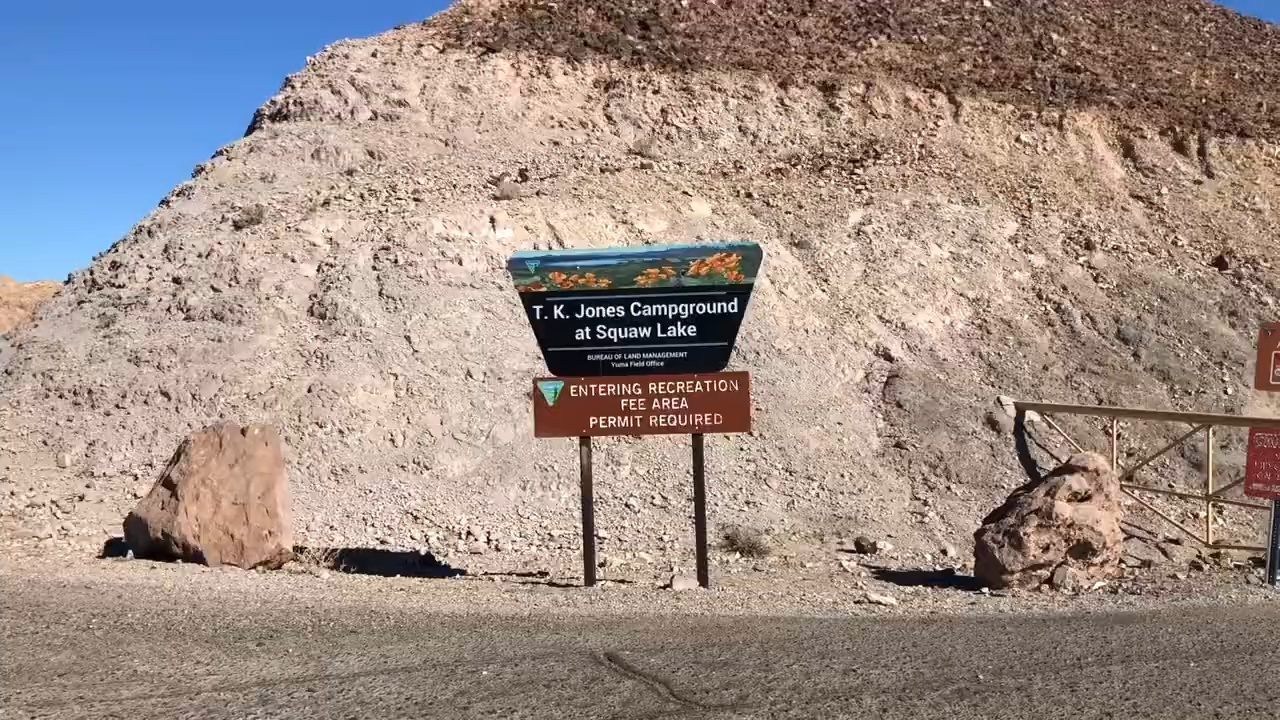 T. K. Jones Campground
at Squaw Lake
BUREAU OF LAND MANAGEMENT
Yuma Field Office
ENTERING RECREATION
FEE AREA
PERMIT REQUIRED